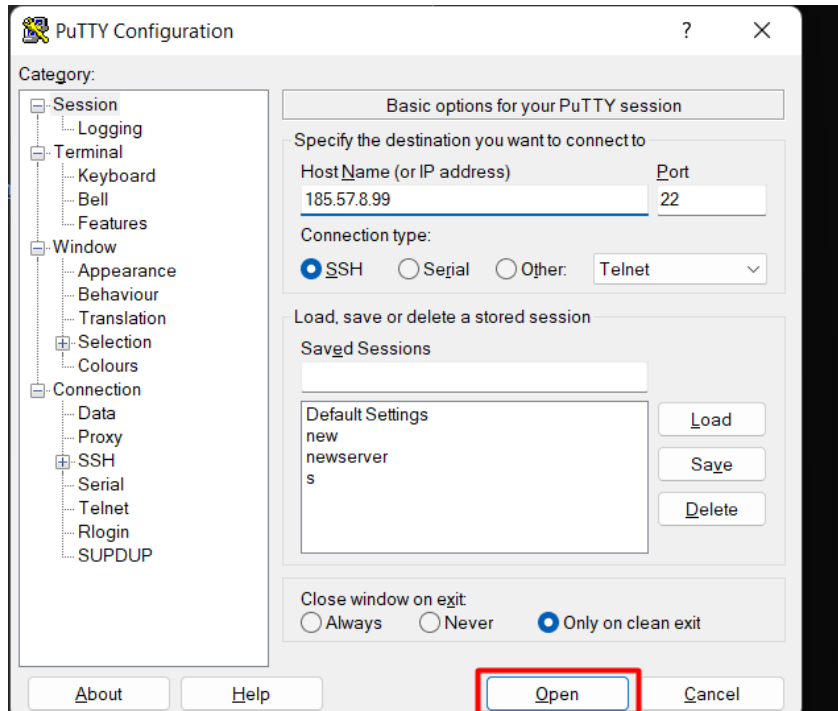 PuTTY Configuration
?
Category:
Session
Logging
Terminal
Keyboard
Bell
Features
Window
Appearance
Behaviour
Translation
Selection
Colours
Connection
Data
Proxy
SSH
Serial
Telnet
Rlogin
SUPDUP
Basic options for your PuTTY session
Specify the destination you want to connect to
Host Name (or IP address) Port
185.57.8.99 22
Connection type:
SSH Serial Other: Telnet
Load, save or delete a stored session
Saved Sessions
Default Settings
new
newserver
s
Load
Save
Delete
Close window on exit:
Always Never Only on clean exit
About Help Open Cancel